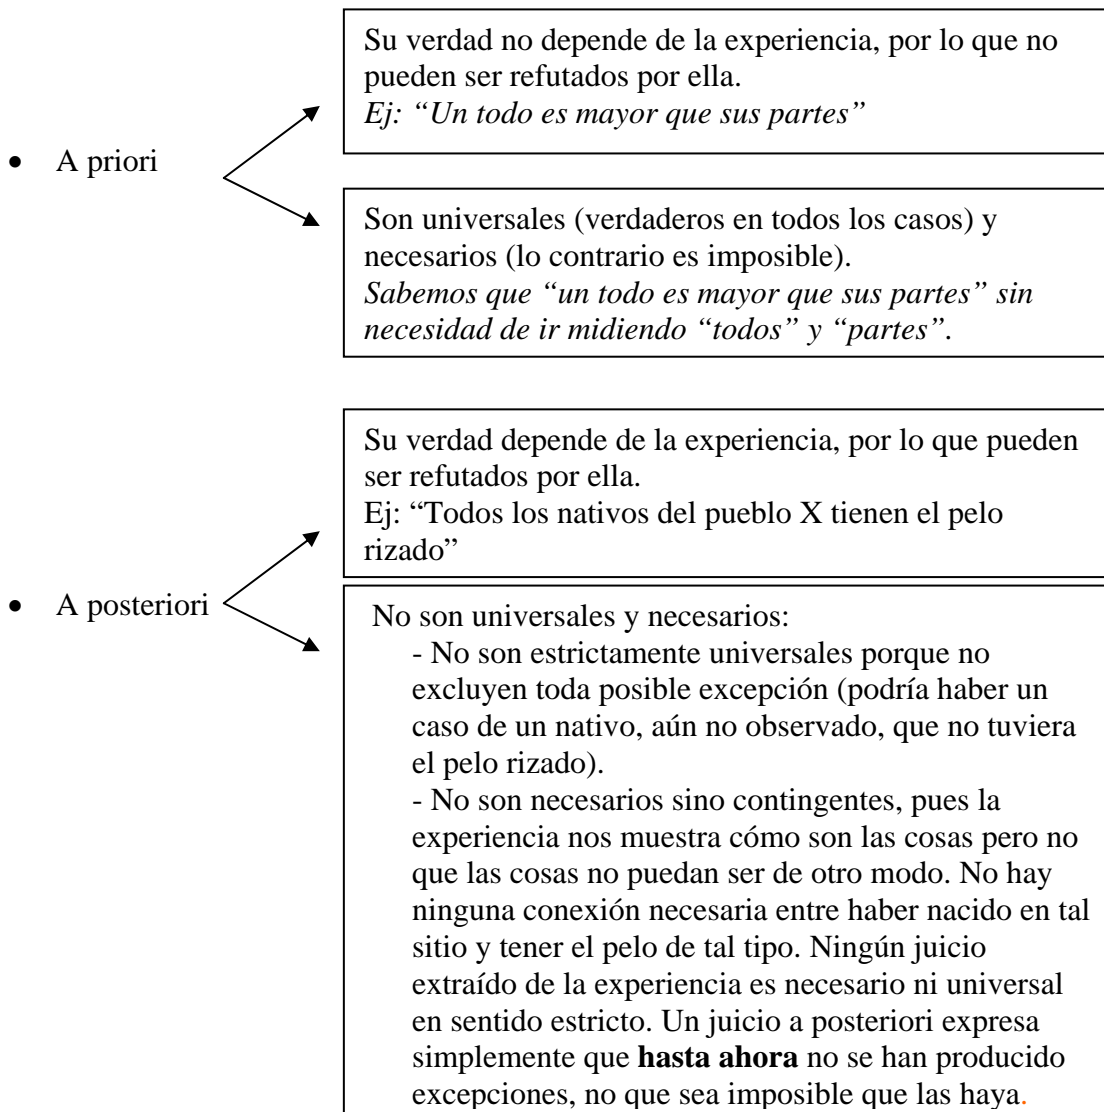 Su verdad no depende de la experiencia, por lo que no
pueden ser refutados por ella.
Ej: “Un todo es mayor que sus partes”
• A priori
Son universales (verdaderos en todos los casos) y
necesarios (lo contrario es imposible).
Sabemos que “un todo es mayor que sus partes” sin
necesidad de ir midiendo “todos” y “partes”.
Su verdad depende de la experiencia, por lo que pueden
ser refutados por ella.
Ej: “Todos los nativos del pueblo X tienen el pelo
rizado”
• A posteriori
No son universales y necesarios:
- No son estrictamente universales porque no
excluyen toda posible excepción (podría haber un
caso de un nativo, aún no observado, que no tuviera
el pelo rizado).
- No son necesarios sino contingentes, pues la
experiencia nos muestra cómo son las cosas pero no
que las cosas no puedan ser de otro modo. No hay
ninguna conexión necesaria entre haber nacido en tal
sitio y tener el pelo de tal tipo. Ningún juicio
extraído de la experiencia es necesario ni universal
en sentido estricto. Un juicio a posteriori expresa
simplemente que hasta ahora no se han producido
excepciones, no que sea imposible que las haya.